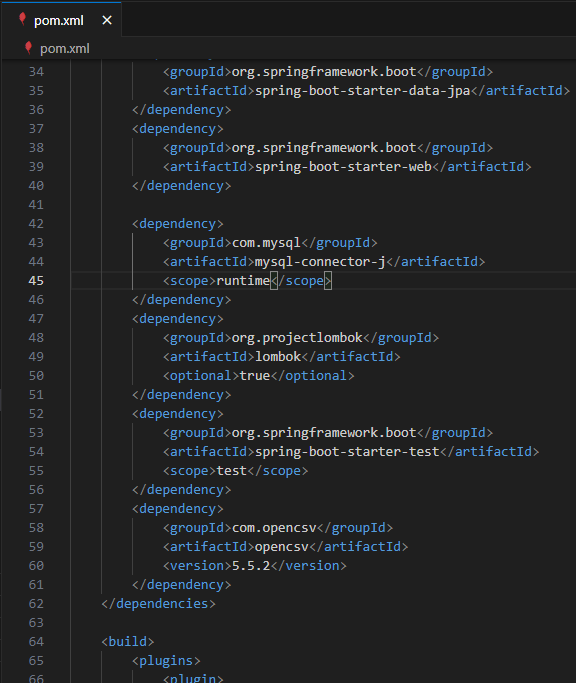 pom.xml ×
pom.xml
34 <groupId>org.springframework.boot</groupId>
35 <artifactId>spring-boot-starter-data-jpa</artifactId>
36 </dependency>
37 <dependency>
38 <groupId>org.springframework.boot</groupId>
39 <artifactId>spring-boot-starter-web</artifactId>
40 </dependency>
41
42 <dependency>
43 <groupId>com.mysql</groupId>
44 <artifactId>mysql-connector-j</artifactId>
45 <scope>runtime</scope>
46 </dependency>
47 <dependency>
48 <groupId>org.projectlombok</groupId>
49 <artifactId>lombok</artifactId>
50 <optional>true</optional>
51 </dependency>
52 <dependency>
53 <groupId>org.springframework.boot</groupId>
54 <artifactId>spring-boot-starter-test</artifactId>
55 <scope>test</scope>
56 </dependency>
57 <dependency>
58 <groupId>com.opencsv</groupId>
59 <artifactId>opencsv</artifactId>
60 <version>5.5.2</version>
61 </dependency>
62 </dependencies>
63
64 <build>
65 <plugins>
66 <plugin>